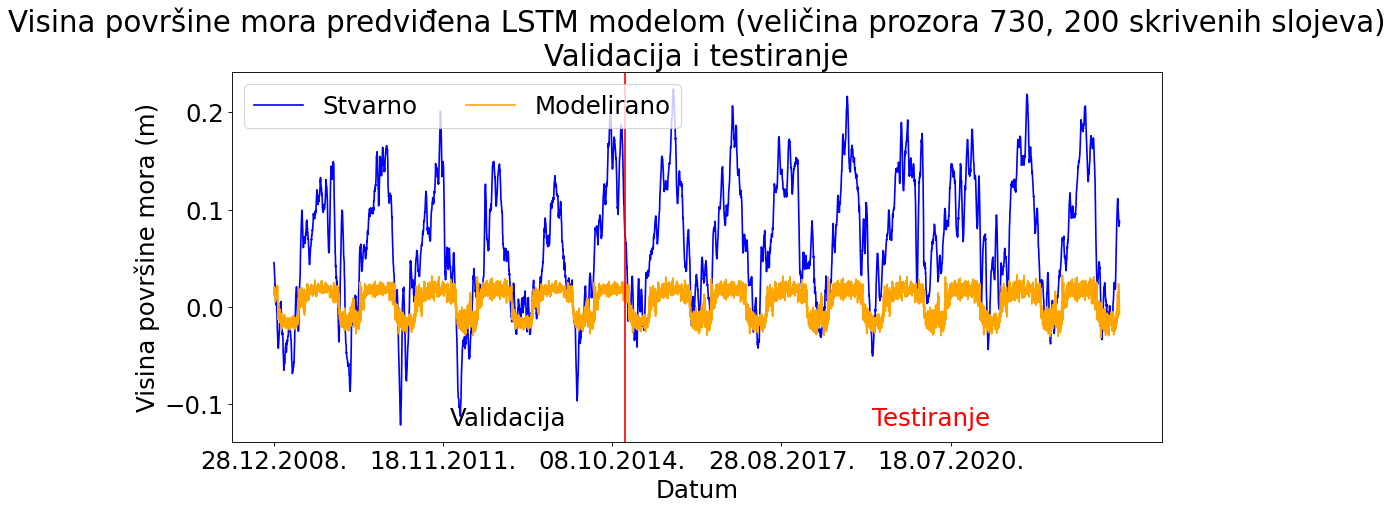 Visina površine mora predviđena LSTM modelom (veličina prozora 730, 200 skrivenih slojeva)
Validacija i testiranje
Stvarno
Modelirano
Visina površine mora (m)
0.2
0.1
0.0
−0.1
Validacija
Testiranje
28.12.2008.
18.11.2011.
08.10.2014.
28.08.2017.
18.07.2020.
Datum